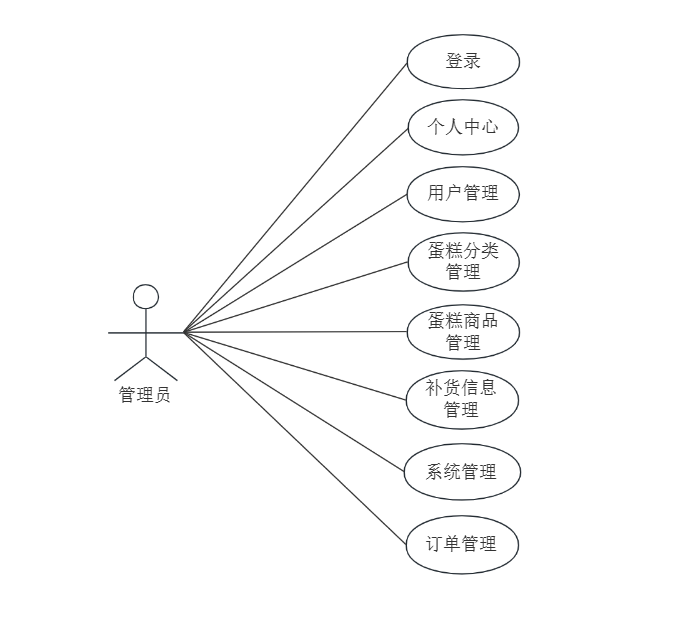 登录
个人中心
用户管理
蛋糕分类
管理
蛋糕商品
管理
补货信息
管理
系统管理
订单管理
管理员